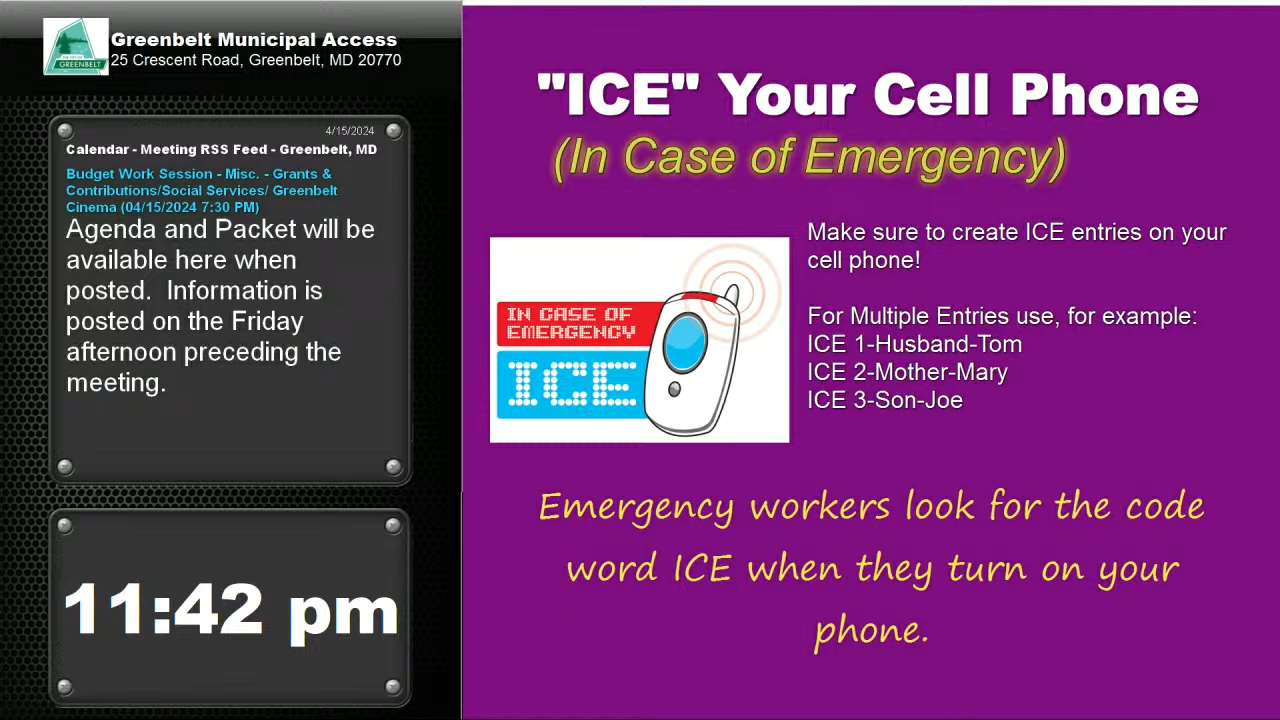 Greenbelt Municipal Access
25 Crescent Road, Greenbelt, MD 20770
GREENBELT
4/15/2024
Calendar - Meeting RSS Feed - Greenbelt, MD
Budget Work Session - Misc. - Grants &
Contributions/Social Services/ Greenbelt
Cinema (04/15/2024 7:30 PM)
Agenda and Packet will be
available here when
posted.  Information is
posted on the Friday
afternoon preceding the
meeting.
11:42 pm
"ICE" Your Cell Phone
(In Case of Emergency)
IN CASE OF
EMERGENCY
ICE
Make sure to create ICE entries on your
cell phone!
For Multiple Entries use, for example:
ICE 1-Husband-Tom
ICE 2-Mother-Mary
ICE 3-Son-Joe
Emergency workers look for the code
word ICE when they turn on your
phone.